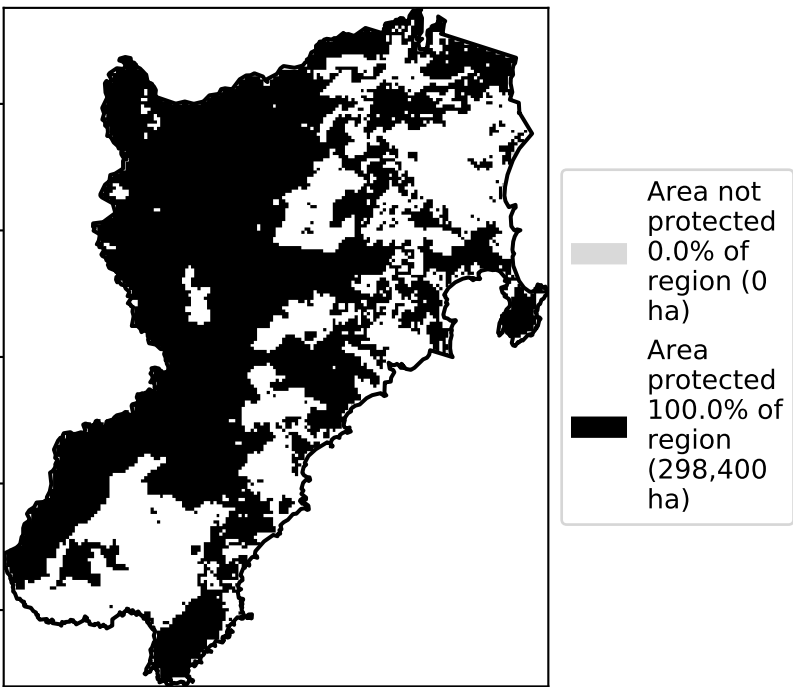 Area not
protected
0.0% of
region (0
ha)
Area
protected
100.0% of
region
(298,400
ha)